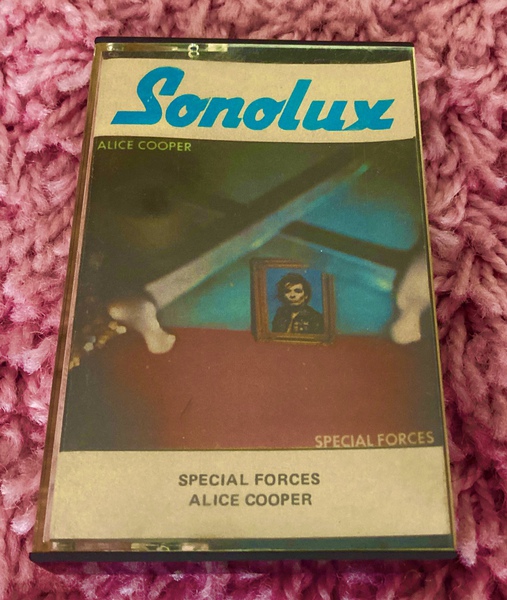 Sonolux
ALICE COOPER
SPECIAL FORCES
SPECIAL FORCES
ALICE COOPER